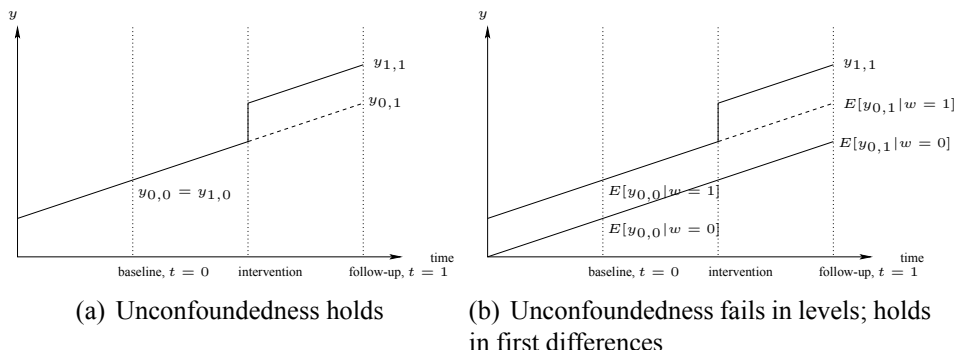 y
y1,1
y0,1
y0,0 = y1,0
time
baseline, t = 0
intervention
follow-up, t = 1
(a) Unconfoundedness holds
y
y1,1
E[y0,1|w = 1]
E[y0,1|w = 0]
E[y0,0|w = 1]
E[y0,0|w = 0]
time
baseline, t = 0
intervention
follow-up, t = 1
(b) Unconfoundedness fails in levels; holds
in first differences